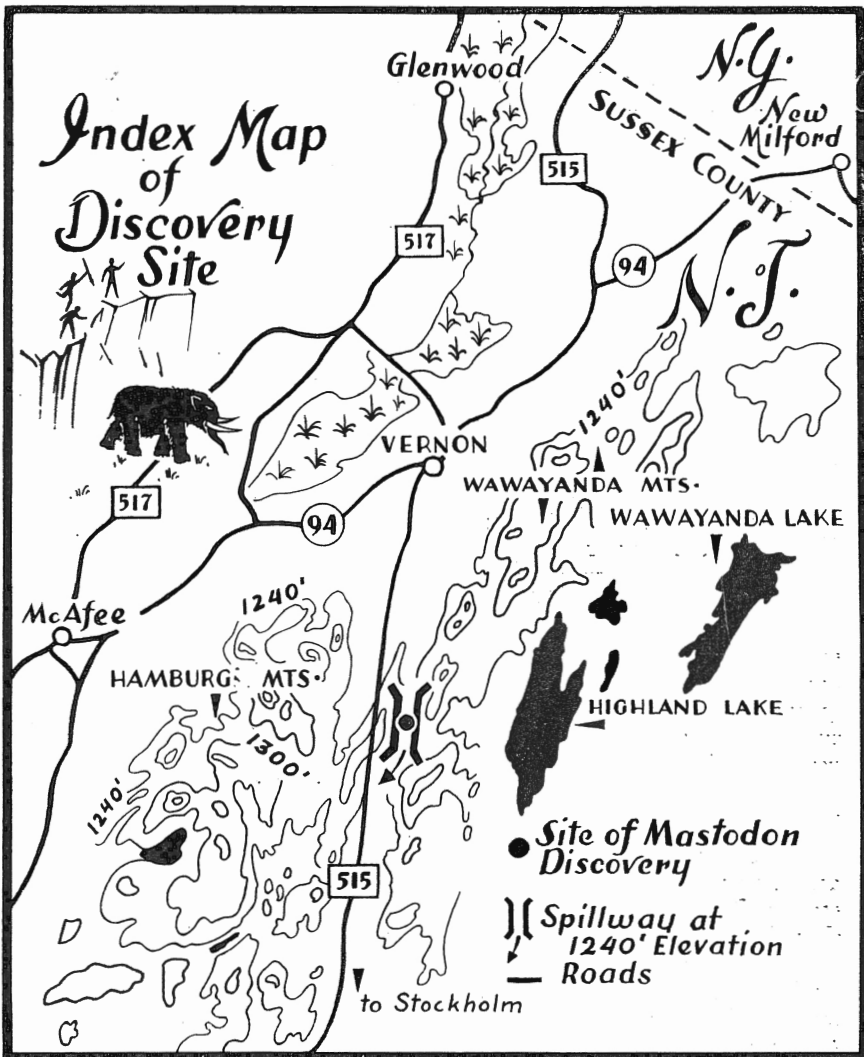 Index Map
of
Discovery
Site
Glenwood
N.Y.
New
Milford
SUSSEX COUNTY
515
517
94
N.J.
1240'
VERNON
WAWAYANDA MTS.
WAWAYANDA LAKE
517
94
McAfee
1240'
HAMBURG MTS.
HIGHLAND LAKE
1300'
1240'
515
Site of Mastodon
Discovery
Spillway at
1240' Elevation
Roads
to Stockholm